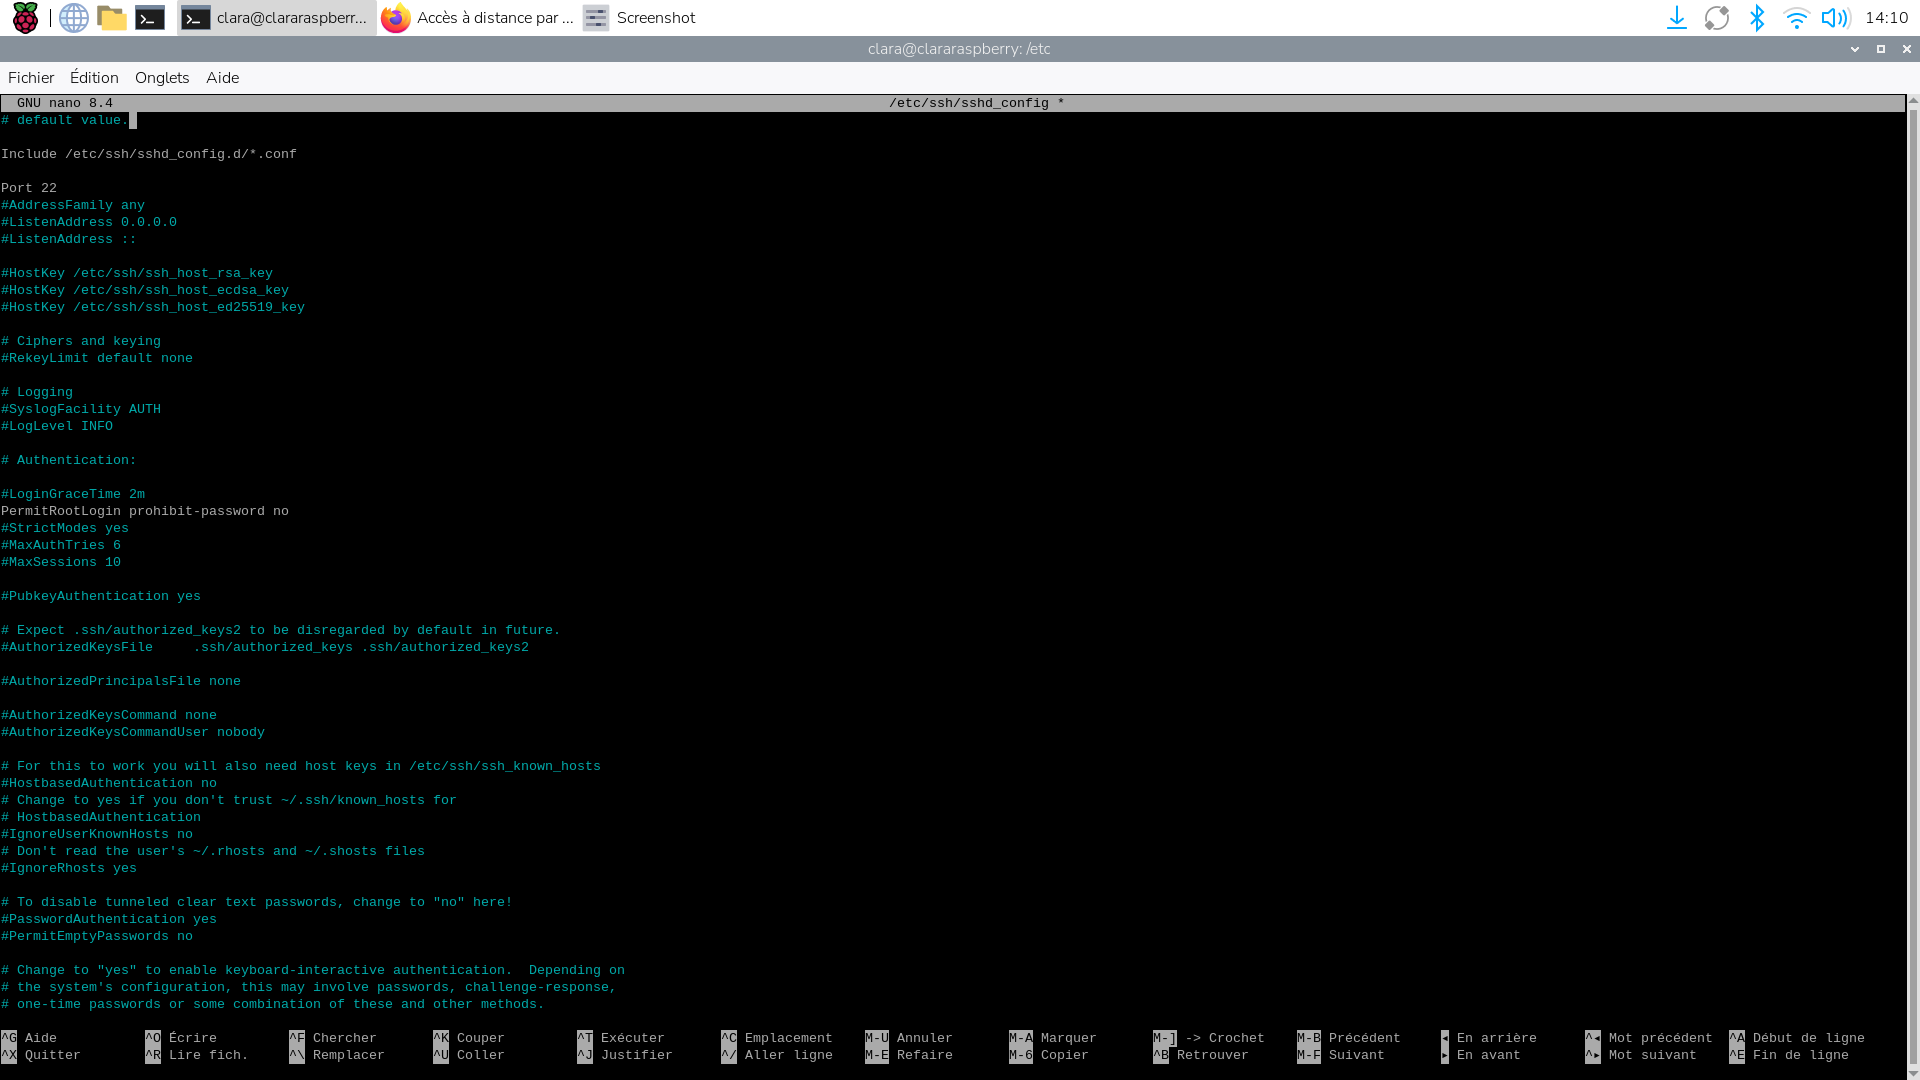 clara@clararaspberr...
Accès à distance par ...
Screenshot
14:10
clara@clararaspberry: /etc
Fichier Édition Onglets Aide
GNU nano 8.4 /etc/ssh/sshd_config *
# default value.
Include /etc/ssh/sshd_config.d/*.conf
Port 22
#AddressFamily any
#ListenAddress 0.0.0.0
#ListenAddress ::
#HostKey /etc/ssh/ssh_host_rsa_key
#HostKey /etc/ssh/ssh_host_ecdsa_key
#HostKey /etc/ssh/ssh_host_ed25519_key
# Ciphers and keying
#RekeyLimit default none
# Logging
#SyslogFacility AUTH
#LogLevel INFO
# Authentication:
#LoginGraceTime 2m
PermitRootLogin prohibit-password no
#StrictModes yes
#MaxAuthTries 6
#MaxSessions 10
#PubkeyAuthentication yes
# Expect .ssh/authorized_keys2 to be disregarded by default in future.
#AuthorizedKeysFile     .ssh/authorized_keys .ssh/authorized_keys2
#AuthorizedPrincipalsFile none
#AuthorizedKeysCommand none
#AuthorizedKeysCommandUser nobody
# For this to work you will also need host keys in /etc/ssh/ssh_known_hosts
#HostbasedAuthentication no
# Change to yes if you don't trust ~/.ssh/known_hosts for
# HostbasedAuthentication
#IgnoreUserKnownHosts no
# Don't read the user's ~/.rhosts and ~/.shosts files
#IgnoreRhosts yes
# To disable tunneled clear text passwords, change to "no" here!
#PasswordAuthentication yes
#PermitEmptyPasswords no
# Change to "yes" to enable keyboard-interactive authentication.  Depending on
# the system's configuration, this may involve passwords, challenge-response,
# one-time passwords or some combination of these and other methods.
^G Aide ^O Écrire ^F Chercher ^K Couper ^T Exécuter ^C Emplacement M-U Annuler M-A Marquer M-] -> Crochet M-B Précédent ◂ En arrière ^◂ Mot précédent ^A Début de ligne
^X Quitter ^R Lire fich. ^\ Remplacer ^U Coller ^J Justifier ^/ Aller ligne M-E Refaire M-6 Copier ^B Retrouver M-F Suivant ▸ En avant ^▸ Mot suivant ^E Fin de ligne